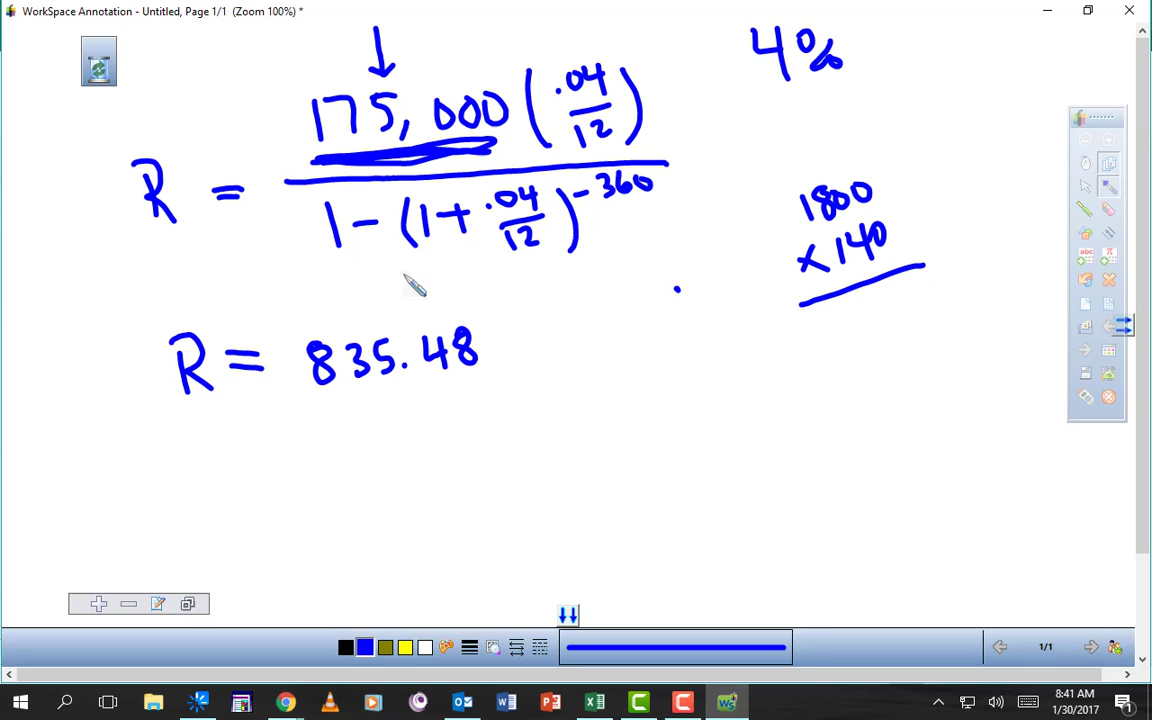 WorkSpace Annotation - Untitled, Page 1/1 (Zoom 100%) *
4%
175,000 (.04/12)
R = 
1 - (1 + .04/12)^-360
1800
x 140
R = 835.48
1/1
8:41 AM
1/30/2017